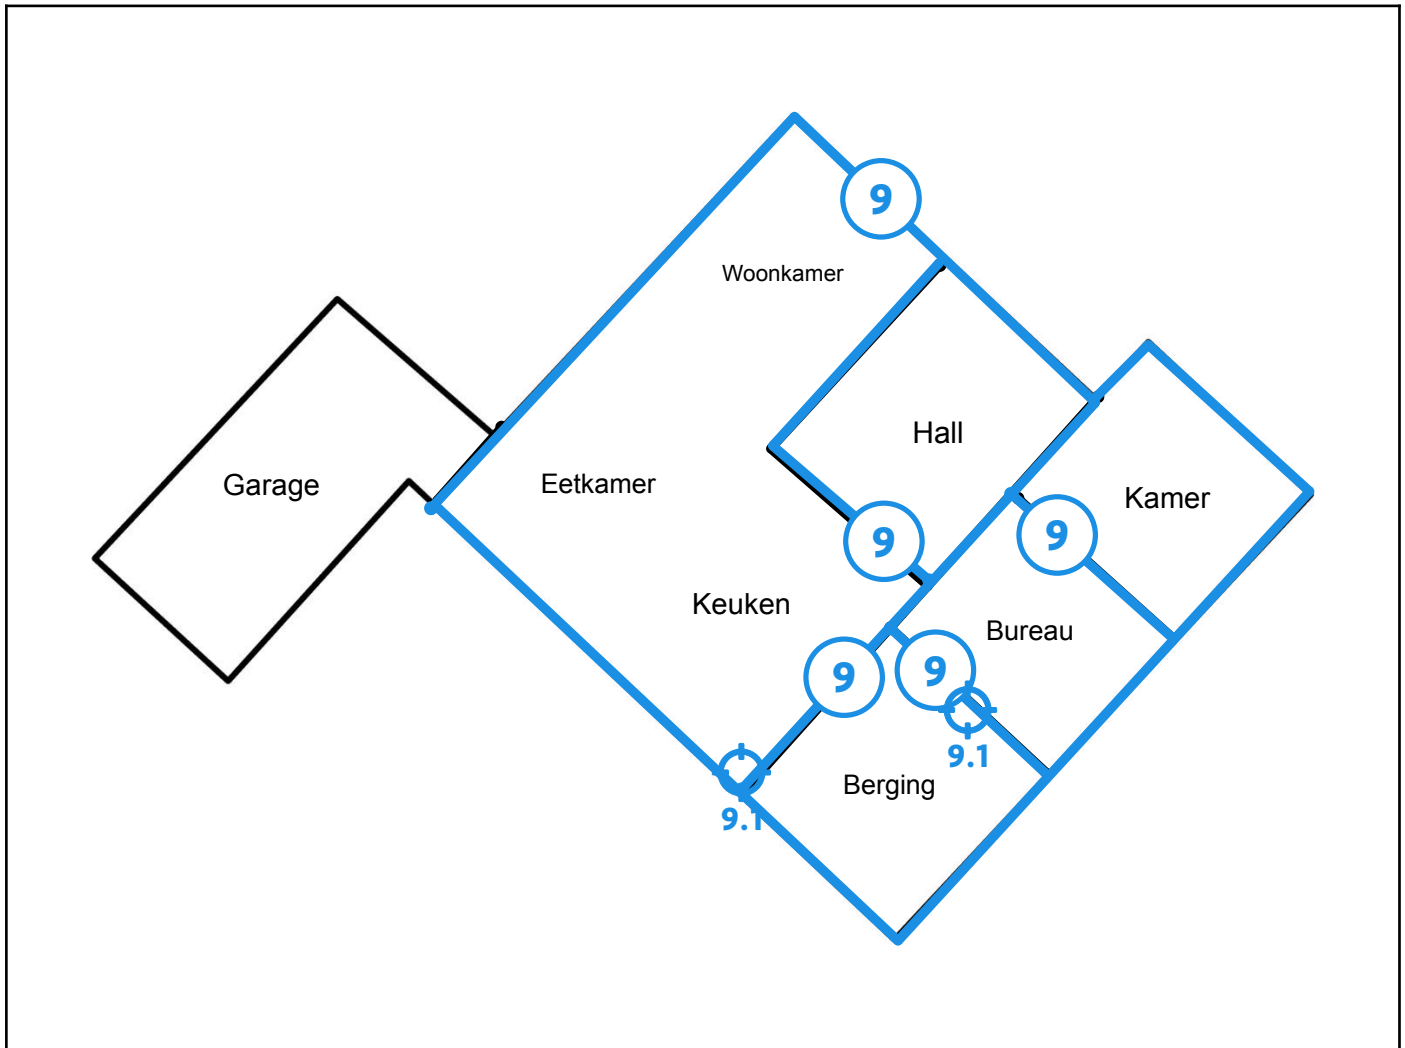 9
Woonkamer
Hall
Garage
Eetkamer
Kamer
9
9
Keuken
Bureau
9
9
9.1
Berging
9.1